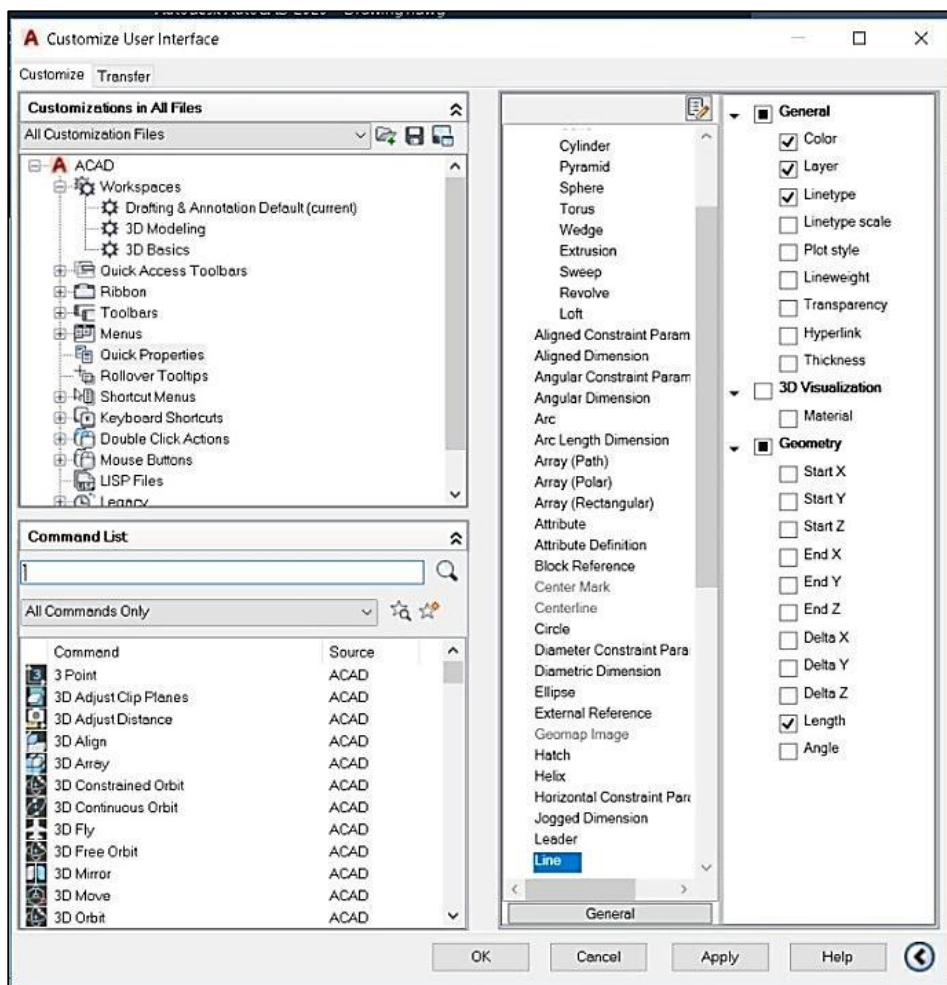 Customize User Interface
Customize Transfer
Customizations in All Files
All Customization Files
ACAD
Workspaces
Drafting & Annotation Default (current)
3D Modeling
3D Basics
Quick Access Toolbars
Ribbon
Toolbars
Menus
Quick Properties
Rollover Tooltips
Shortcut Menus
Keyboard Shortcuts
Double Click Actions
Mouse Buttons
LISP Files
Legacy
Command List:
All Commands Only
Command Source
3 Point ACAD
3D Adjust Clip Planes ACAD
3D Adjust Distance ACAD
3D Align ACAD
3D Array ACAD
3D Constrained Orbit ACAD
3D Continuous Orbit ACAD
3D Fly ACAD
3D Free Orbit ACAD
3D Mirror ACAD
3D Move ACAD
3D Orbit ACAD
Cylinder
Pyramid
Sphere
Torus
Wedge
Extrusion
Sweep
Revolve
Loft
Aligned Constraint Param
Aligned Dimension
Angular Constraint Param
Angular Dimension
Arc
Arc Length Dimension
Array (Path)
Array (Polar)
Array (Rectangular)
Attribute
Attribute Definition
Block Reference
Center Mark
Centerline
Circle
Diameter Constraint Para
Diametric Dimension
Ellipse
External Reference
Geomap Image
Hatch
Helix
Horizontal Constraint Para
Jogged Dimension
Leader
Line
General
General
Color
Layer
Linetype
Linetype scale
Plot style
Lineweight
Transparency
Hyperlink
Thickness
3D Visualization
Material
Geometry
Start X
Start Y
Start Z
End X
End Y
End Z
Delta X
Delta Y
Delta Z
Length
Angle
OK Cancel Apply Help